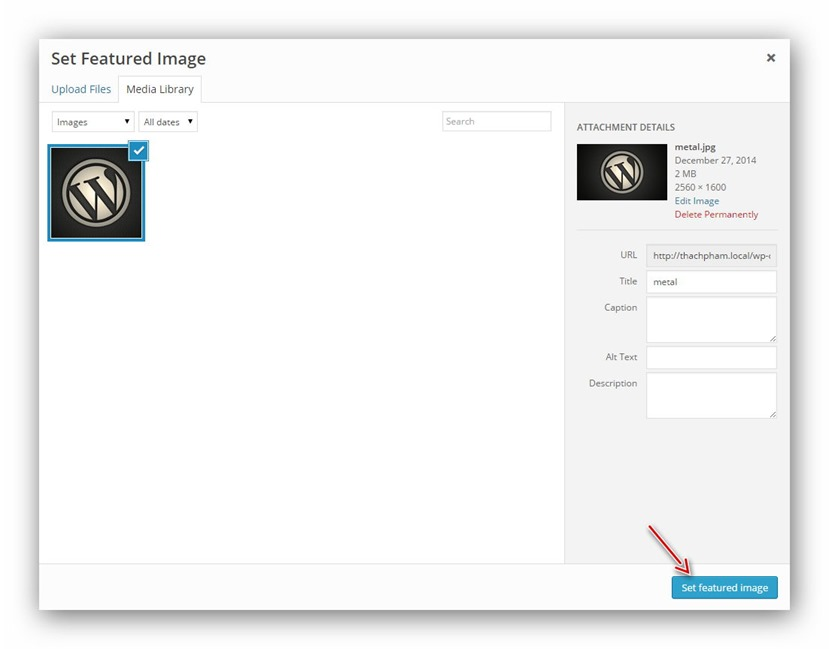 Set Featured Image
Upload Files Media Library
Images All dates Search
ATTACHMENT DETAILS
metal.jpg
December 27, 2014
2 MB
2560 × 1600
Edit Image
Delete Permanently
URL http://thachpham.local/wp-c
Title metal
Caption
Alt Text
Description
Set featured image